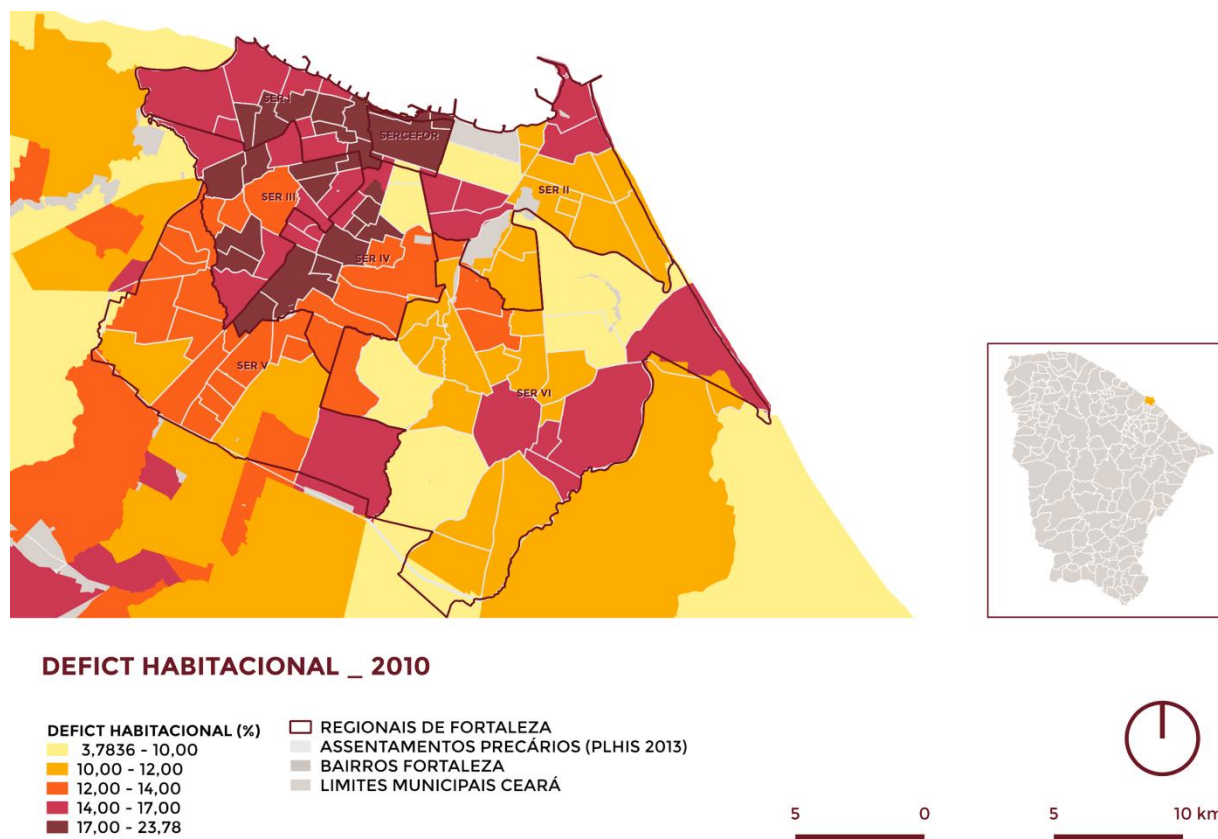 SER I
SERCEFOR
SER II
SER III
SER IV
SER V
SER VI
DEFICT HABITACIONAL _ 2010
DEFICT HABITACIONAL (%)
3,7836 - 10,00
10,00 - 12,00
12,00 - 14,00
14,00 - 17,00
17,00 - 23,78
REGIONAIS DE FORTALEZA
ASSENTAMENTOS PRECÁRIOS (PLHIS 2013)
BAIRROS FORTALEZA
LIMITES MUNICIPAIS CEARÁ
5 0 5 10 km